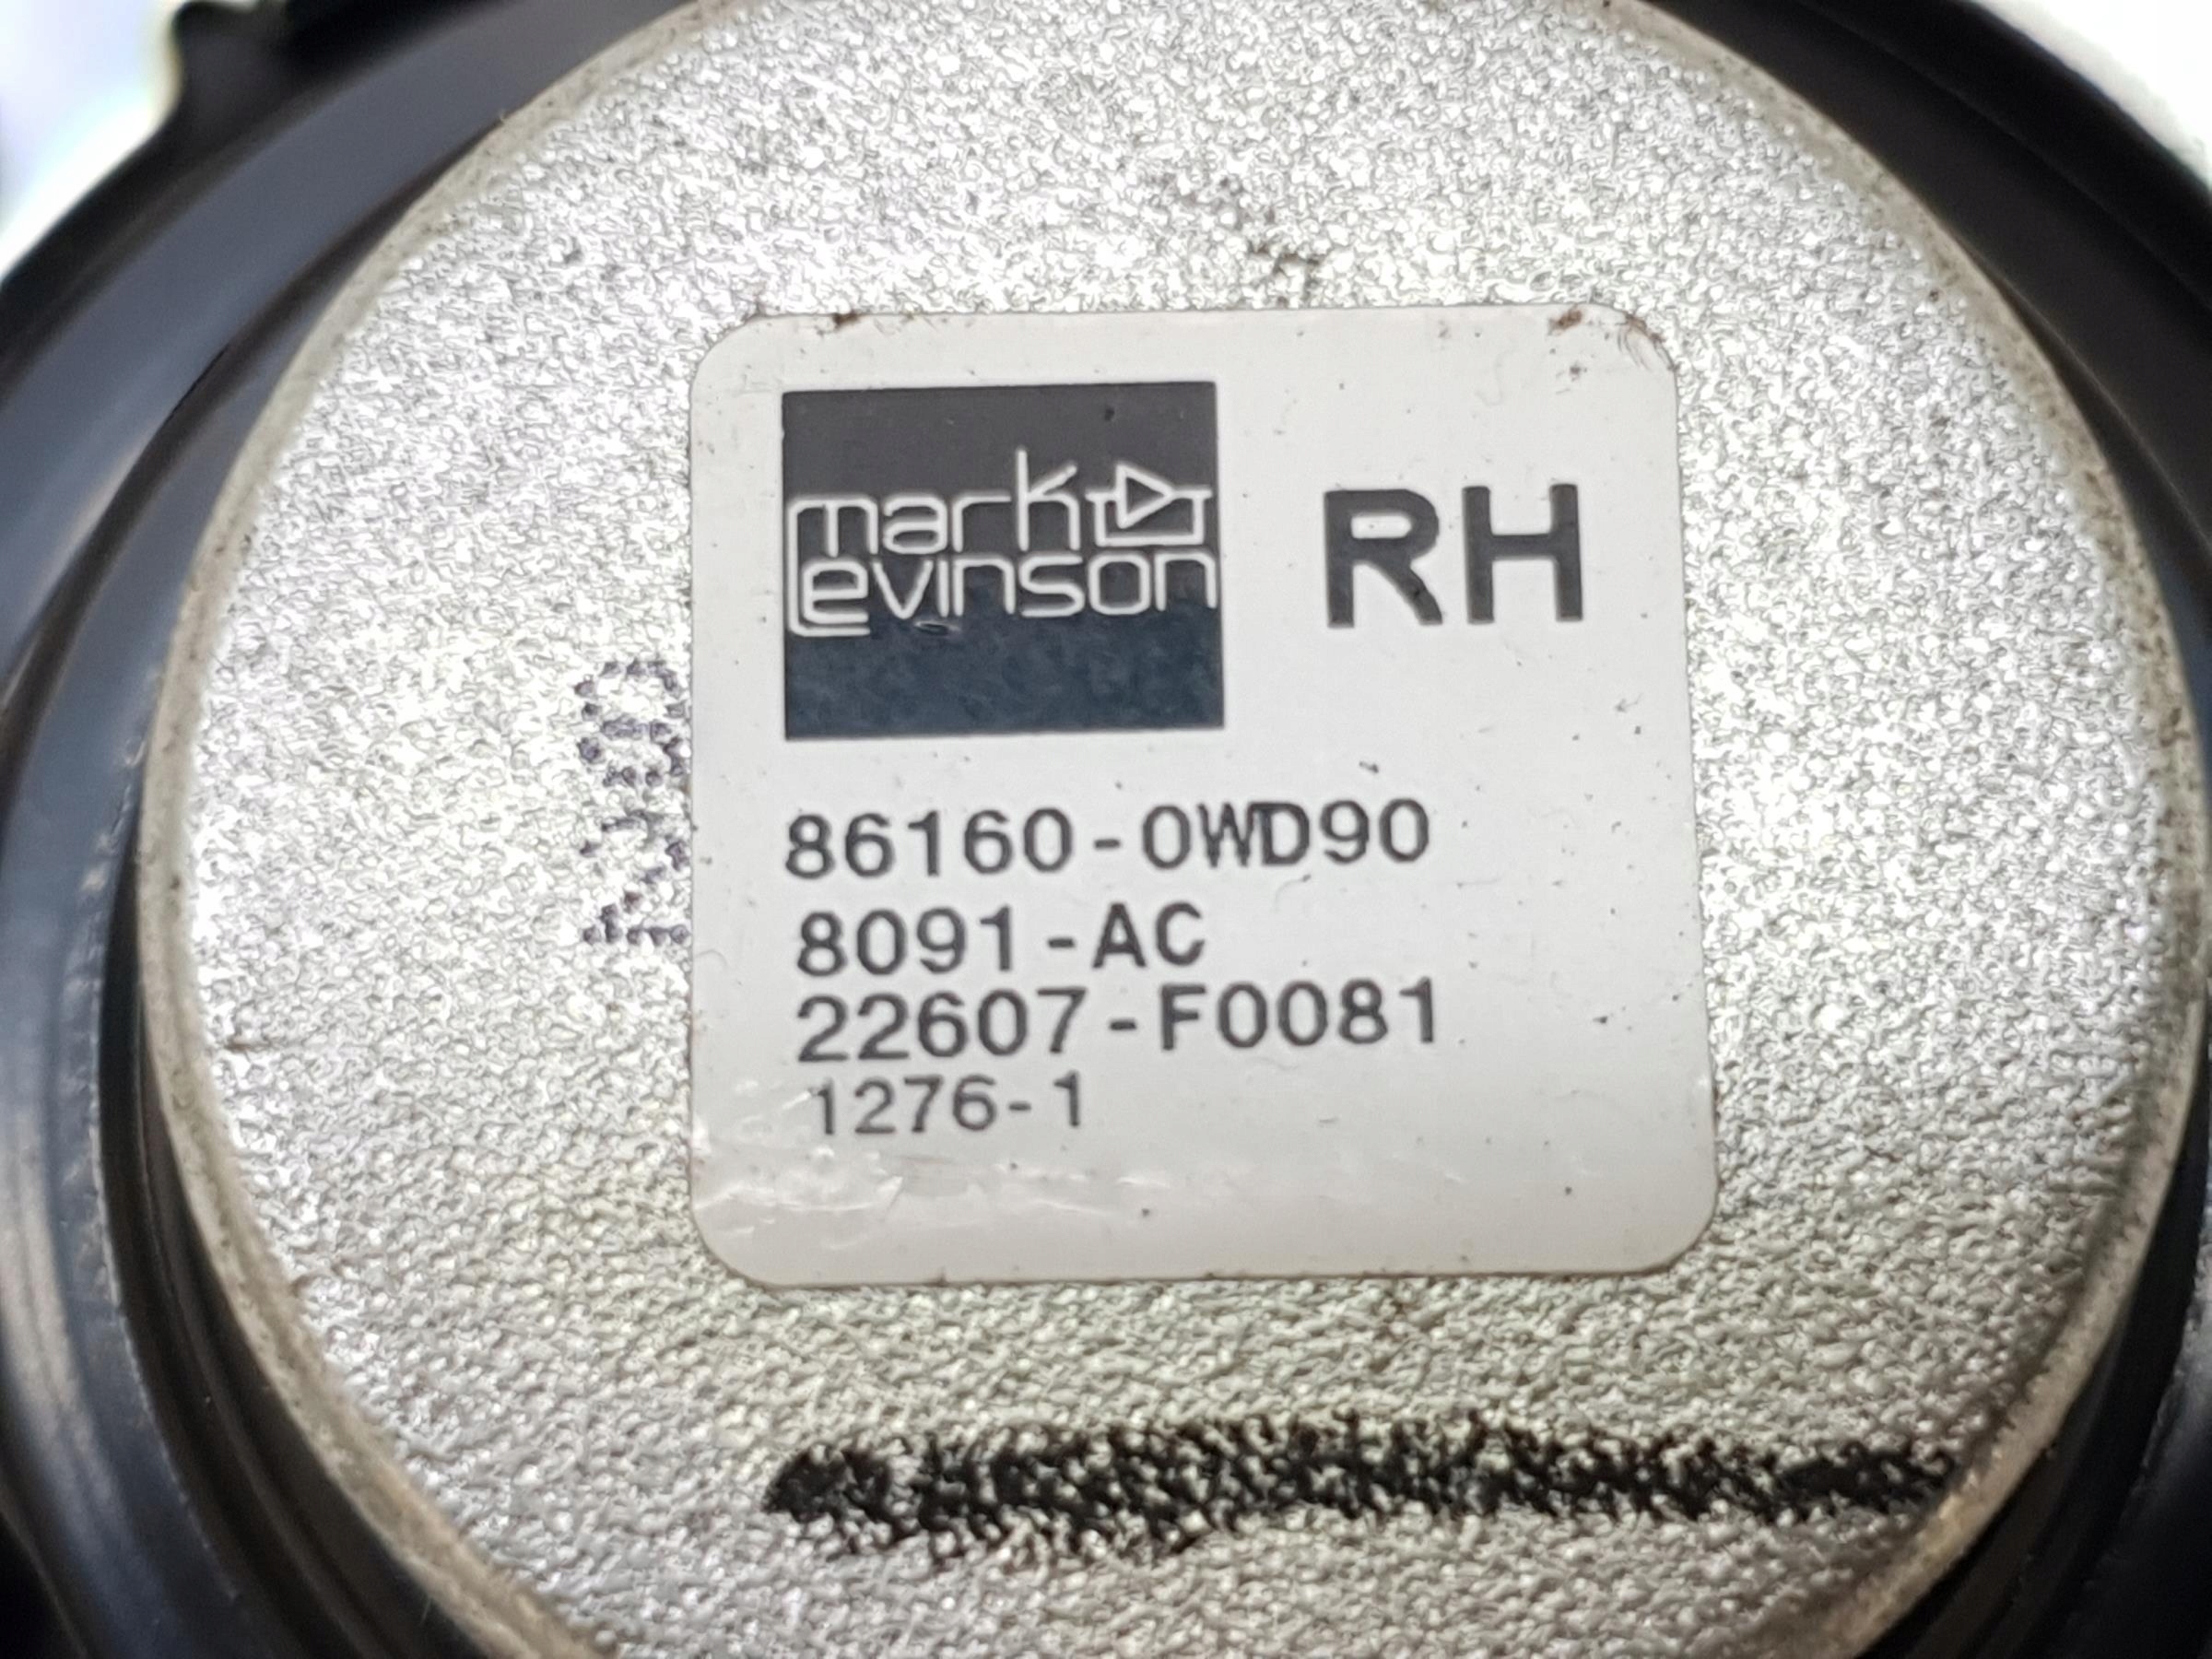 mark
levinson
RH
86160-0WD90
8091-AC
22607-F0081
1276-1